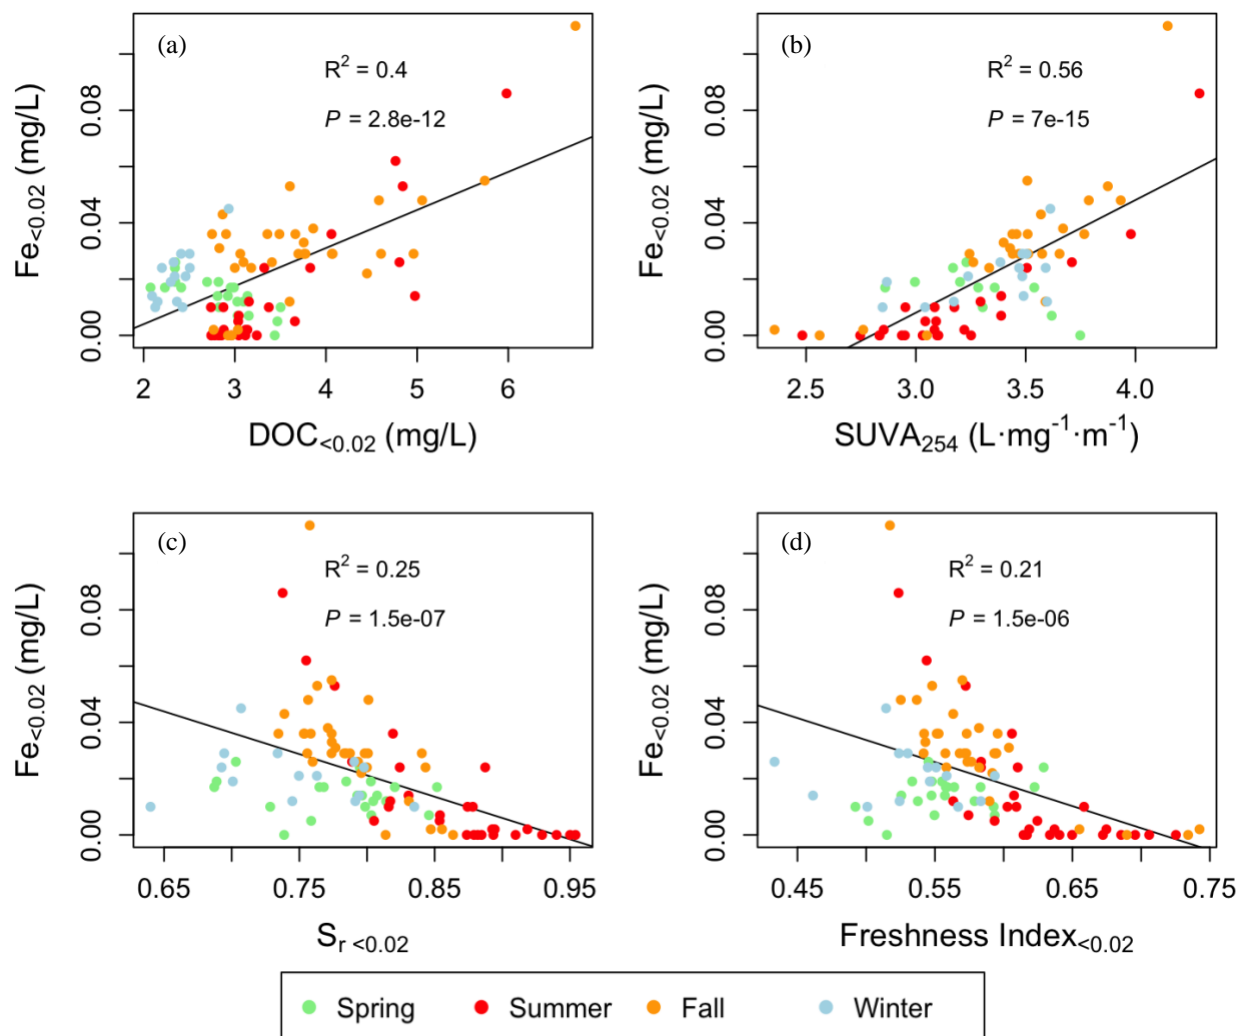 (a)
R² = 0.4
P = 2.8e-12
Fe<0.02 (mg/L)
0.00 0.04 0.08
2 3 4 5 6
DOC<0.02 (mg/L)
(b)
R² = 0.56
P = 7e-15
Fe<0.02 (mg/L)
0.00 0.04 0.08
2.5 3.0 3.5 4.0
SUVA254 (L·mg⁻¹·m⁻¹)
(c)
R² = 0.25
P = 1.5e-07
Fe<0.02 (mg/L)
0.00 0.04 0.08
0.65 0.75 0.85 0.95
Sr <0.02
(d)
R² = 0.21
P = 1.5e-06
Fe<0.02 (mg/L)
0.00 0.04 0.08
0.45 0.55 0.65 0.75
Freshness Index<0.02
Spring Summer Fall Winter